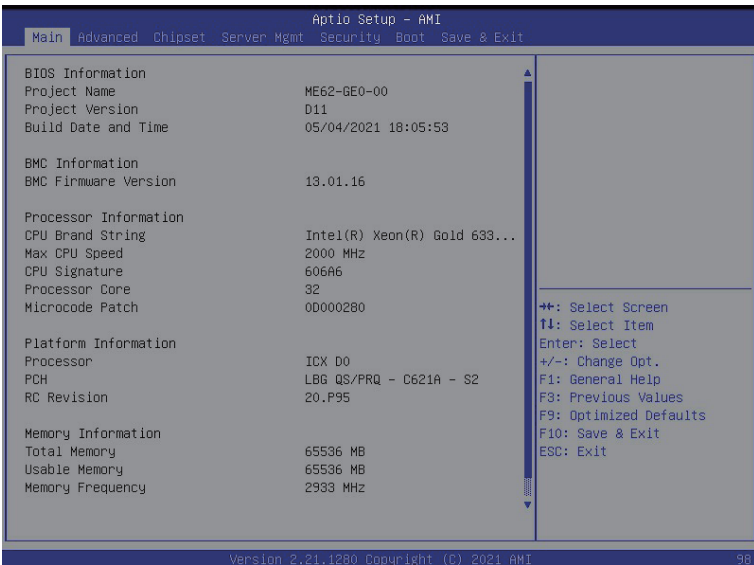 Aptio Setup – AMI
Main Advanced Chipset Server Mgmt Security Boot Save & Exit
BIOS Information
Project Name ME62-GE0-00
Project Version D11
Build Date and Time 05/04/2021 18:05:53
BMC Information
BMC Firmware Version 13.01.16
Processor Information
CPU Brand String Intel(R) Xeon(R) Gold 633...
Max CPU Speed 2000 MHz
CPU Signature 606A6
Processor Core 32
Microcode Patch 0D000280
Platform Information
Processor ICX D0
PCH LBG QS/PRQ - C621A - S2
RC Revision 20.P95
Memory Information
Total Memory 65536 MB
Usable Memory 65536 MB
Memory Frequency 2933 MHz
→←: Select Screen
↑↓: Select Item
Enter: Select
+/-: Change Opt.
F1: General Help
F3: Previous Values
F9: Optimized Defaults
F10: Save & Exit
ESC: Exit
Version 2.21.1280 Copyright (C) 2021 AMI
98